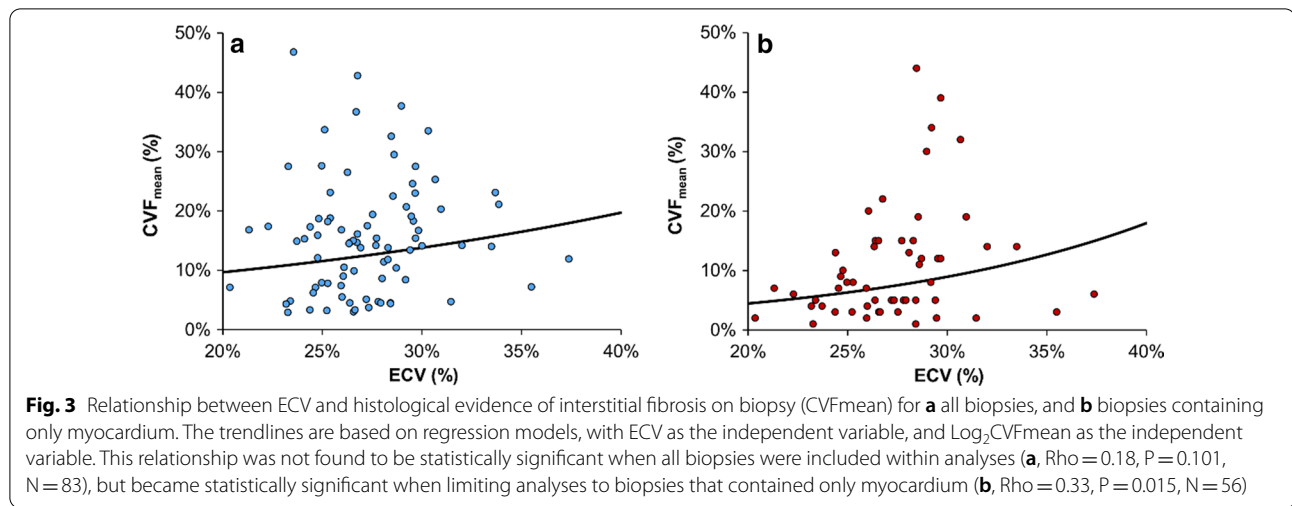 a
b
50%
40%
30%
20%
10%
0%
CVFmean (%)
20% 25% 30% 35% 40%
ECV (%)
50%
40%
30%
20%
10%
0%
CVFmean (%)
20% 25% 30% 35% 40%
ECV (%)
Fig. 3 Relationship between ECV and histological evidence of interstitial fibrosis on biopsy (CVFmean) for a all biopsies, and b biopsies containing
only myocardium. The trendlines are based on regression models, with ECV as the independent variable, and Log₂CVFmean as the independent
variable. This relationship was not found to be statistically significant when all biopsies were included within analyses (a, Rho = 0.18, P = 0.101,
N = 83), but became statistically significant when limiting analyses to biopsies that contained only myocardium (b, Rho = 0.33, P = 0.015, N = 56)